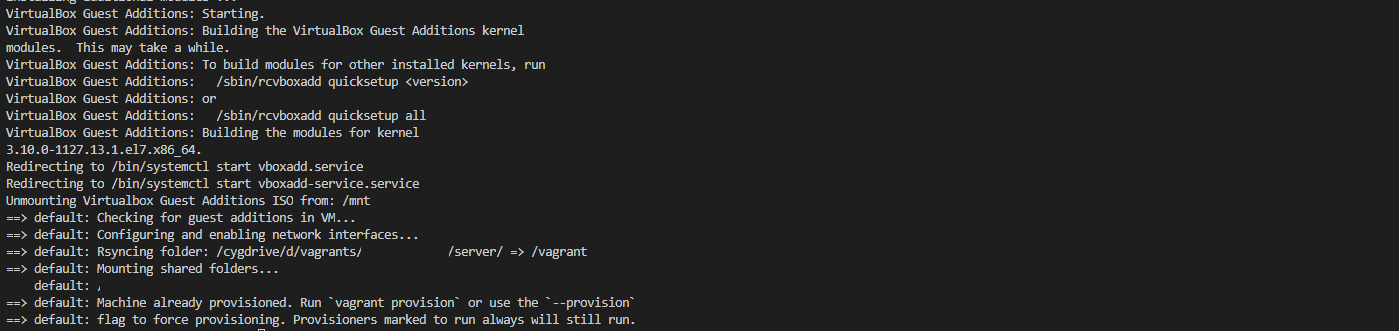 VirtualBox Guest Additions: Starting.
VirtualBox Guest Additions: Building the VirtualBox Guest Additions kernel
modules.  This may take a while.
VirtualBox Guest Additions: To build modules for other installed kernels, run
VirtualBox Guest Additions:   /sbin/rcvboxadd quicksetup <version>
VirtualBox Guest Additions: or
VirtualBox Guest Additions:   /sbin/rcvboxadd quicksetup all
VirtualBox Guest Additions: Building the modules for kernel
3.10.0-1127.13.1.el7.x86_64.
Redirecting to /bin/systemctl start vboxadd.service
Redirecting to /bin/systemctl start vboxadd-service.service
Unmounting Virtualbox Guest Additions ISO from: /mnt
==> default: Checking for guest additions in VM...
==> default: Configuring and enabling network interfaces...
==> default: Rsyncing folder: /cygdrive/d/vagrants/ /server/ => /vagrant
==> default: Mounting shared folders...
default:
==> default: Machine already provisioned. Run `vagrant provision` or use the `--provision`
==> default: flag to force provisioning. Provisioners marked to run always will still run.